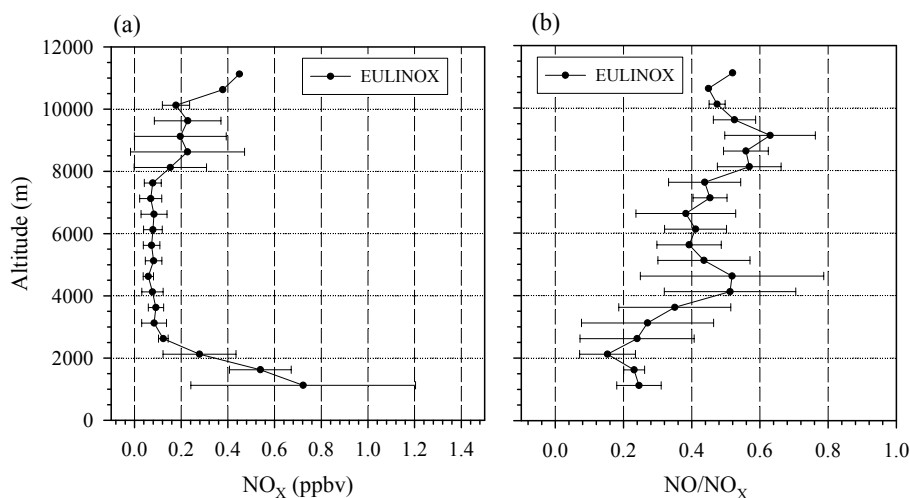 (a)
(b)
EULINOX
EULINOX
Altitude (m)
12000
10000
8000
6000
4000
2000
0
0.0 0.2 0.4 0.6 0.8 1.0 1.2 1.4
0.0 0.2 0.4 0.6 0.8 1.0
NOX (ppbv)
NO/NOX